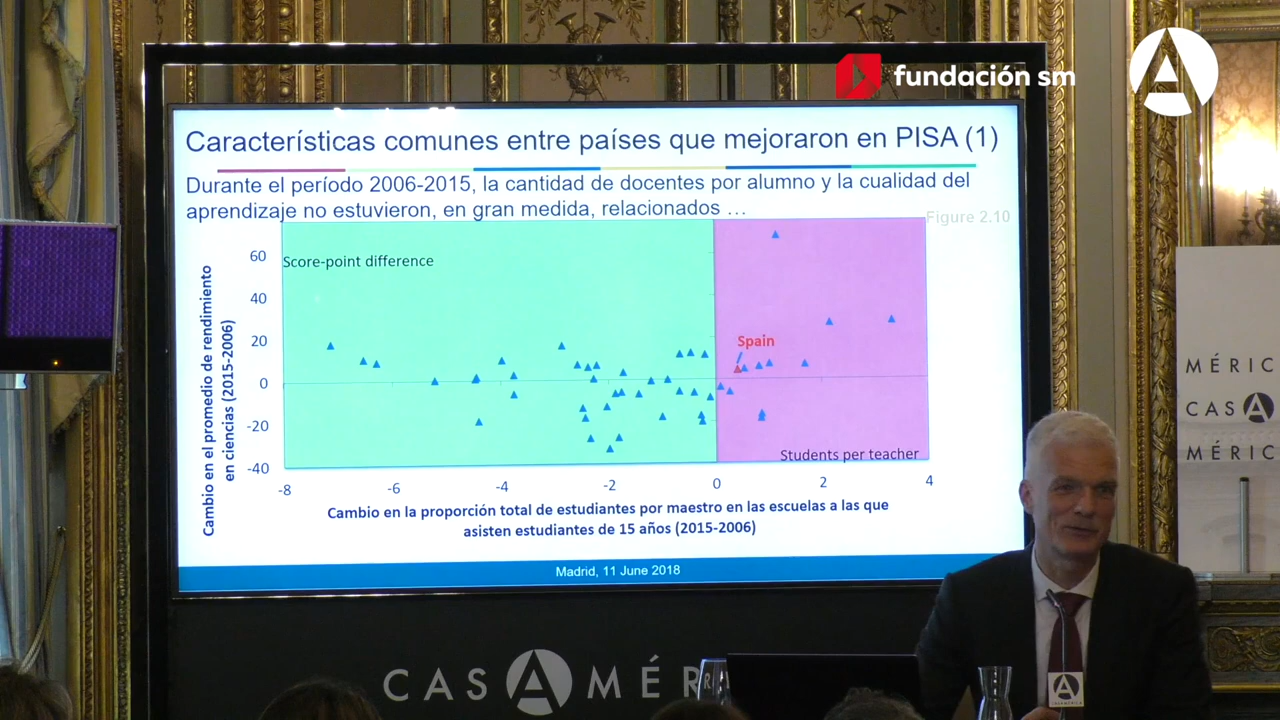 fundación sm
Características comunes entre países que mejoraron en PISA (1)
Durante el período 2006-2015, la cantidad de docentes por alumno y la cualidad del
aprendizaje no estuvieron, en gran medida, relacionados …
Figure 2.10
Score-point difference
Cambio en el promedio de rendimiento
en ciencias (2015-2006)
60
40
20
0
-20
-40
Spain
Students per teacher
-8 -6 -4 -2 0 2 4
Cambio en la proporción total de estudiantes por maestro en las escuelas a las que
asisten estudiantes de 15 años (2015-2006)
Madrid, 11 June 2018
MÉRIC
CAS A
MÉRIC
CAS A MÉR
CASAMÉRICA